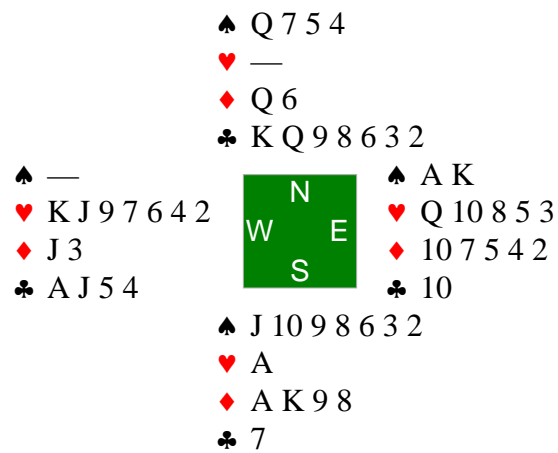 ♠ Q 7 5 4
♥ —
♦ Q 6
♣ K Q 9 8 6 3 2
♠ —
♥ K J 9 7 6 4 2
♦ J 3
♣ A J 5 4
N
W E
S
♠ A K
♥ Q 10 8 5 3
♦ 10 7 5 4 2
♣ 10
♠ J 10 9 8 6 3 2
♥ A
♦ A K 9 8
♣ 7